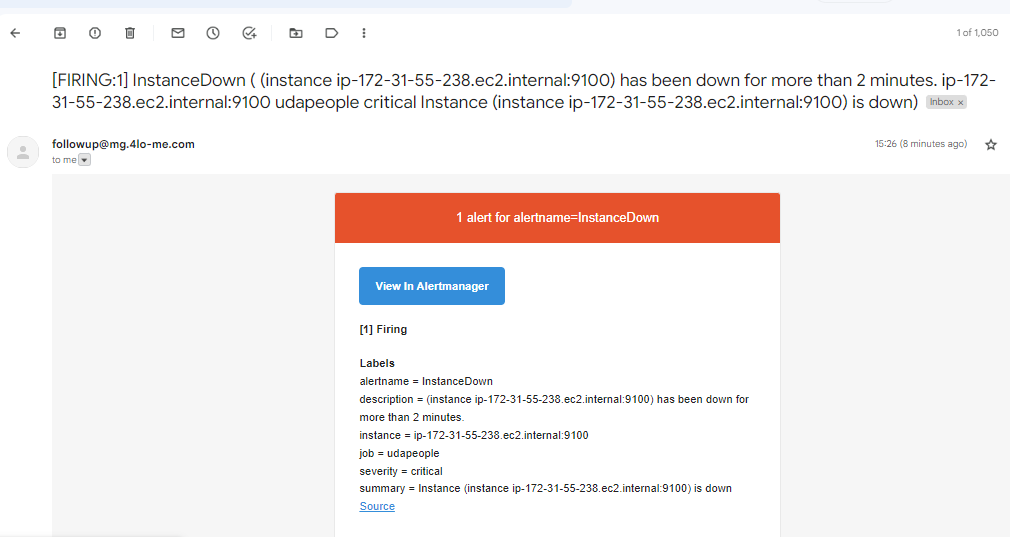 1 of 1,050
[FIRING:1] InstanceDown ( (instance ip-172-31-55-238.ec2.internal:9100) has been down for more than 2 minutes. ip-172-
31-55-238.ec2.internal:9100 udapeople critical Instance (instance ip-172-31-55-238.ec2.internal:9100) is down) Inbox ×
followup@mg.4lo-me.com 15:26 (8 minutes ago)
to me
1 alert for alertname=InstanceDown
View In Alertmanager
[1] Firing
Labels
alertname = InstanceDown
description = (instance ip-172-31-55-238.ec2.internal:9100) has been down for
more than 2 minutes.
instance = ip-172-31-55-238.ec2.internal:9100
job = udapeople
severity = critical
summary = Instance (instance ip-172-31-55-238.ec2.internal:9100) is down
Source